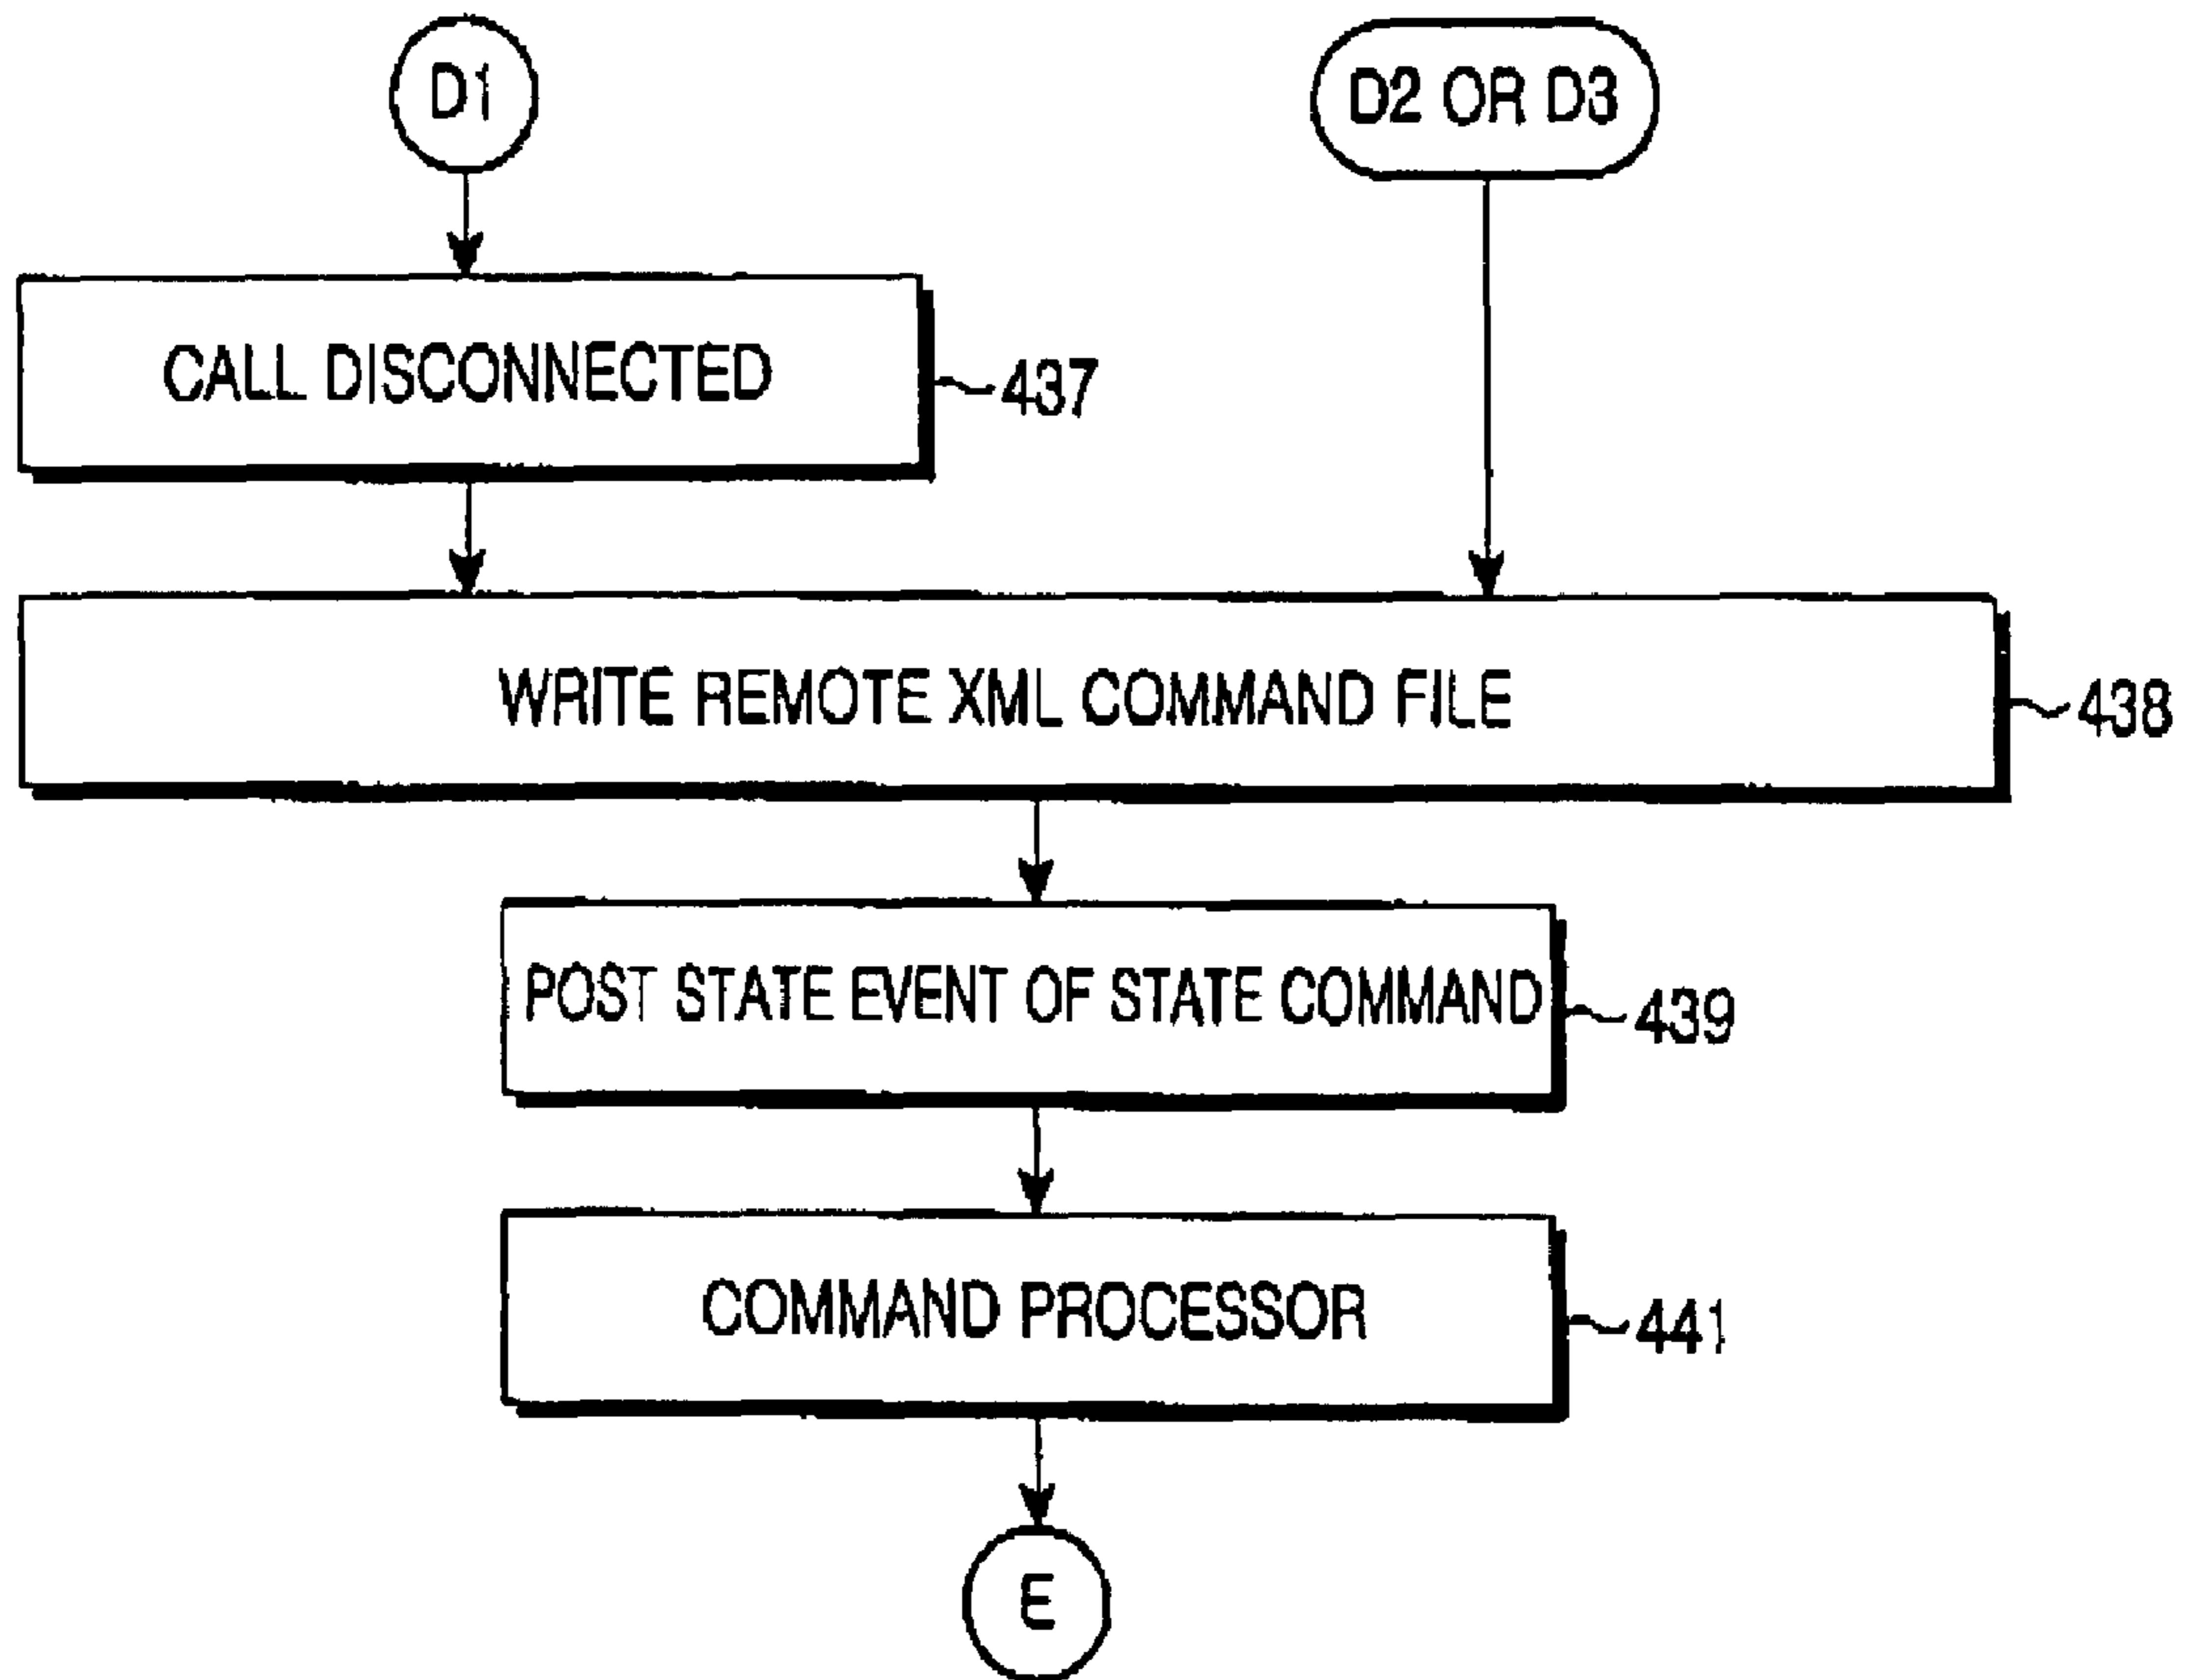 D1
D2 OR D3
CALL DISCONNECTED
437
WRITE REMOTE XML COMMAND FILE
438
POST STATE EVENT OF STATE COMMAND
439
COMMAND PROCESSOR
441
E